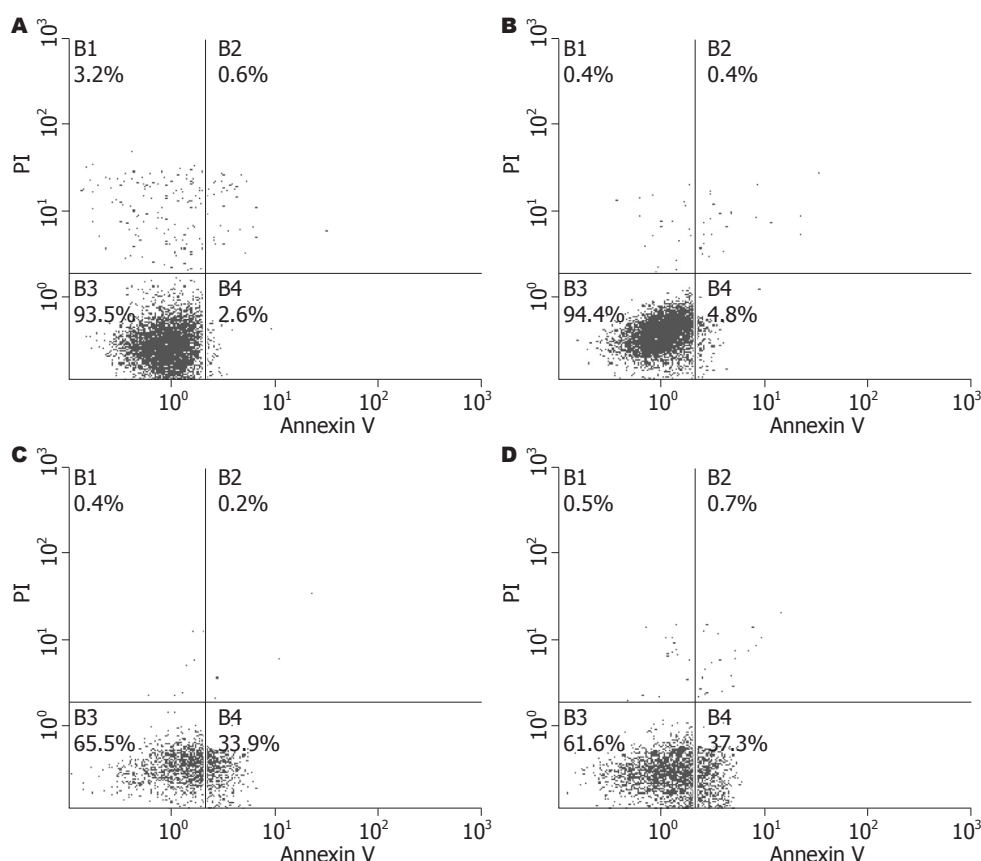 A
10³
B1
3.2%
B2
0.6%
10²
PI
10¹
10⁰
B3
93.5%
B4
2.6%
10⁰ 10¹ 10² 10³
Annexin V
B
10³
B1
0.4%
B2
0.4%
10²
PI
10¹
10⁰
B3
94.4%
B4
4.8%
10⁰ 10¹ 10² 10³
Annexin V
C
10³
B1
0.4%
B2
0.2%
10²
PI
10¹
10⁰
B3
65.5%
B4
33.9%
10⁰ 10¹ 10² 10³
Annexin V
D
10³
B1
0.5%
B2
0.7%
10²
PI
10¹
10⁰
B3
61.6%
B4
37.3%
10⁰ 10¹ 10² 10³
Annexin V